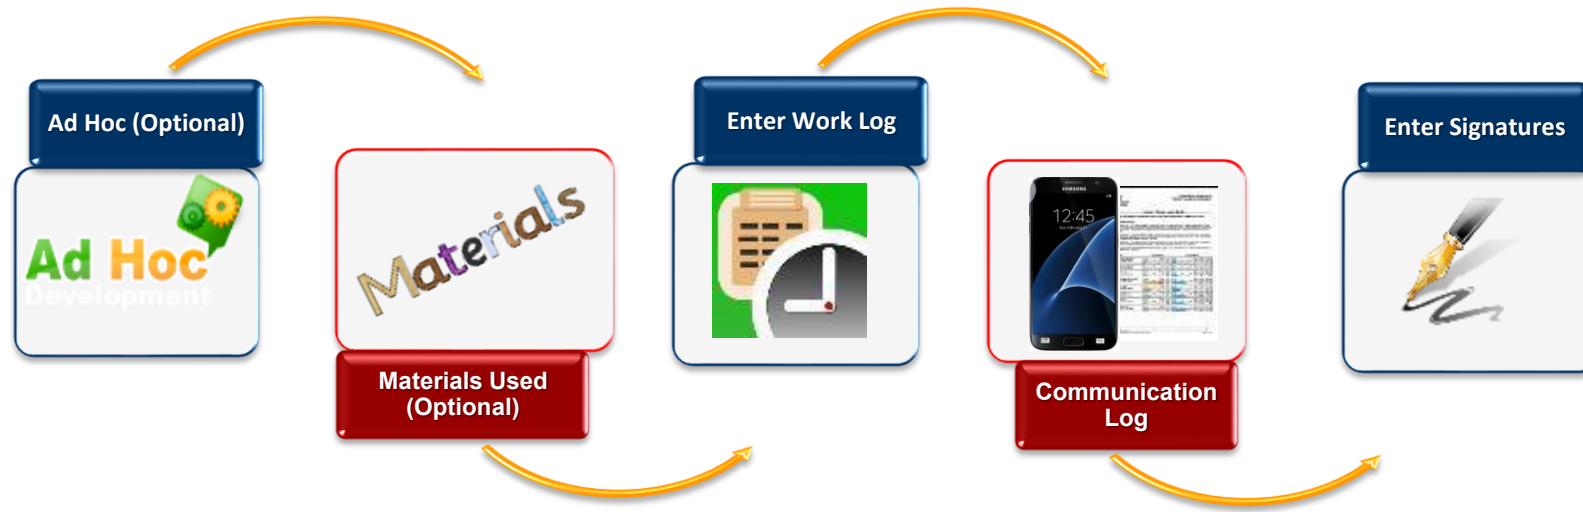 Ad Hoc (Optional)
Ad Hoc
Development
Materials
Materials Used
(Optional)
Enter Work Log
SAMSUNG
12:45
Communication
Log
Enter Signatures